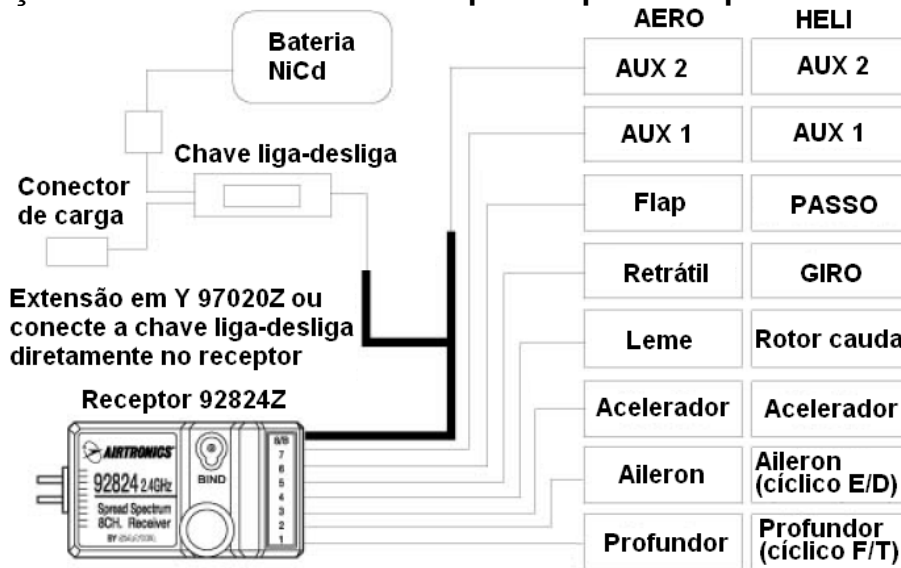 AERO HELI
Bateria
NiCd
AUX 2 AUX 2
Chave liga-desliga
AUX 1 AUX 1
Conector
de carga
Flap PASSO
Retrátil GIRO
Extensão em Y 97020Z ou
conecte a chave liga-desliga
diretamente no receptor
Leme Rotor cauda
Receptor 92824Z
Acelerador Acelerador
AIRTRONICS
92824 2.4GHz
Spread Spectrum
8CH. Receiver
BY
BIND
8/B
7
6
5
4
3
2
1
Aileron
Aileron
(cíclico E/D)
Profundor
Profundor
(cíclico F/T)